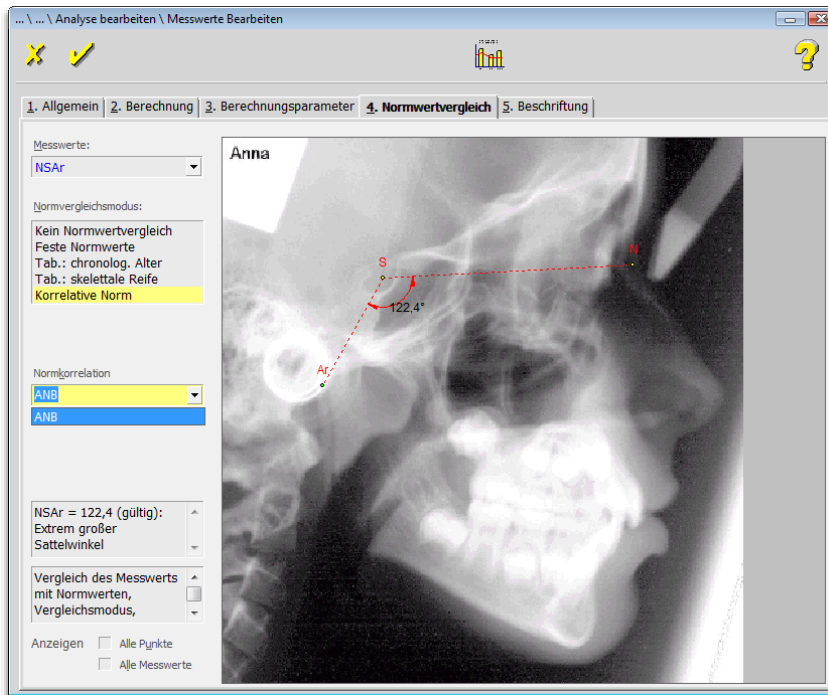 ... \ ... \ Analyse bearbeiten \ Messwerte Bearbeiten
1. Allgemein
2. Berechnung
3. Berechnungsparameter
4. Normwertvergleich
5. Beschriftung
Messwerte:
NSAr
Normvergleichsmodus:
Kein Normwertvergleich
Feste Normwerte
Tab.: chronolog. Alter
Tab.: skelettale Reife
Korrelative Norm
Normkorrelation
ANB
ANB
NSAr = 122,4 (gültig):
Extrem großer
Sattelwinkel
Vergleich des Messwerts
mit Normwerten,
Vergleichsmodus,
Anzeigen
Alle Punkte
Alle Messwerte
Anna
S
N
122,4°
Ar